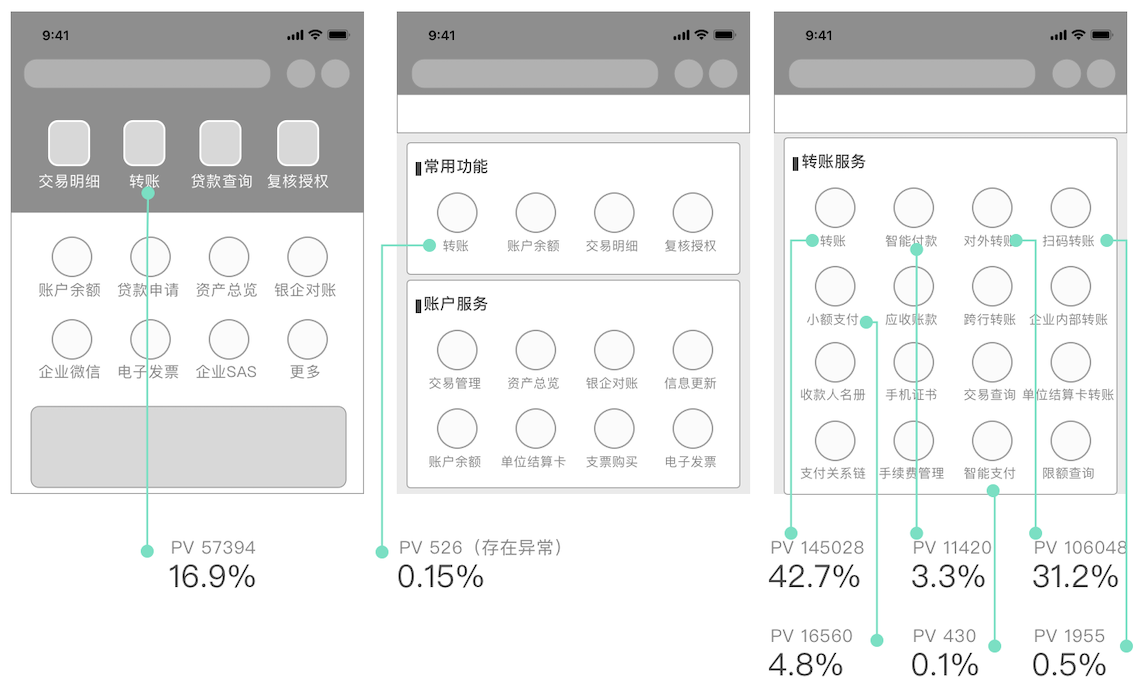 9:41
交易明细 转账 贷款查询 复核授权
账户余额 贷款申请 资产总览 银企对账
企业微信 电子发票 企业SAS 更多
PV 57394
16.9%
9:41
常用功能
转账 账户余额 交易明细 复核授权
账户服务
交易管理 资产总览 银企对账 信息更新
账户余额 单位结算卡 支票购买 电子发票
PV 526（存在异常）
0.15%
9:41
转账服务
转账 智能付款 对外转账 扫码转账
小额支付 应收账款 跨行转账 企业内部转账
收款人名册 手机证书 交易查询 单位结算卡转账
支付关系链 手续费管理 智能支付 限额查询
PV 145028 PV 11420 PV 106048
42.7% 3.3% 31.2%
PV 16560 PV 430 PV 1955
4.8% 0.1% 0.5%